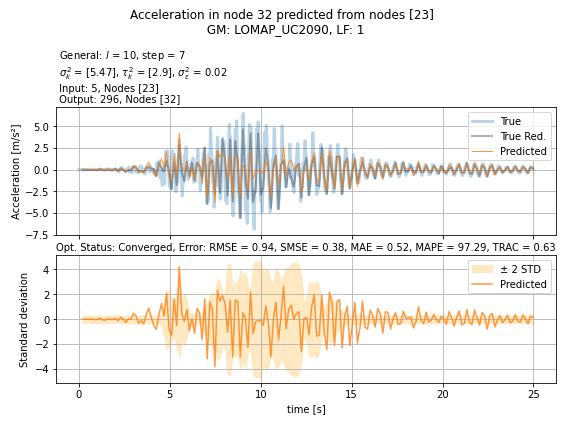 Acceleration in node 32 predicted from nodes [23]
GM: LOMAP_UC2090, LF: 1
General: l = 10, step = 7
σ²ₖ = [5.47], τ²ₖ = [2.9], σ²ε = 0.02
Input: 5, Nodes [23]
Output: 296, Nodes [32]
Acceleration [m/s²]
5.0
2.5
0.0
−2.5
−5.0
−7.5
True
True Red.
Predicted
Opt. Status: Converged, Error: RMSE = 0.94, SMSE = 0.38, MAE = 0.52, MAPE = 97.29, TRAC = 0.63
Standard deviation
4
2
0
−2
−4
± 2 STD
Predicted
0 5 10 15 20 25
time [s]